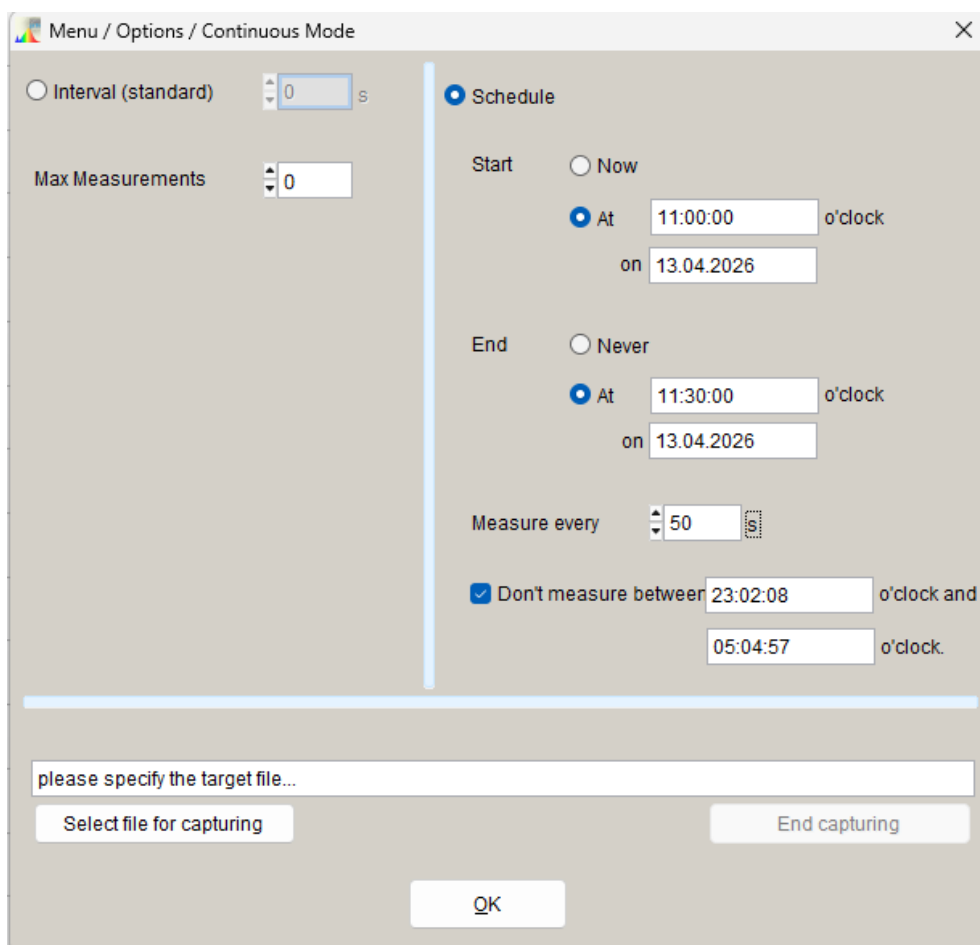 Menu / Options / Continuous Mode
Interval (standard) 0 s
Max Measurements 0
Schedule
Start Now
At 11:00:00 o'clock
on 13.04.2026
End Never
At 11:30:00 o'clock
on 13.04.2026
Measure every 50 s
Don't measure between 23:02:08 o'clock and
05:04:57 o'clock.
please specify the target file...
Select file for capturing End capturing
OK